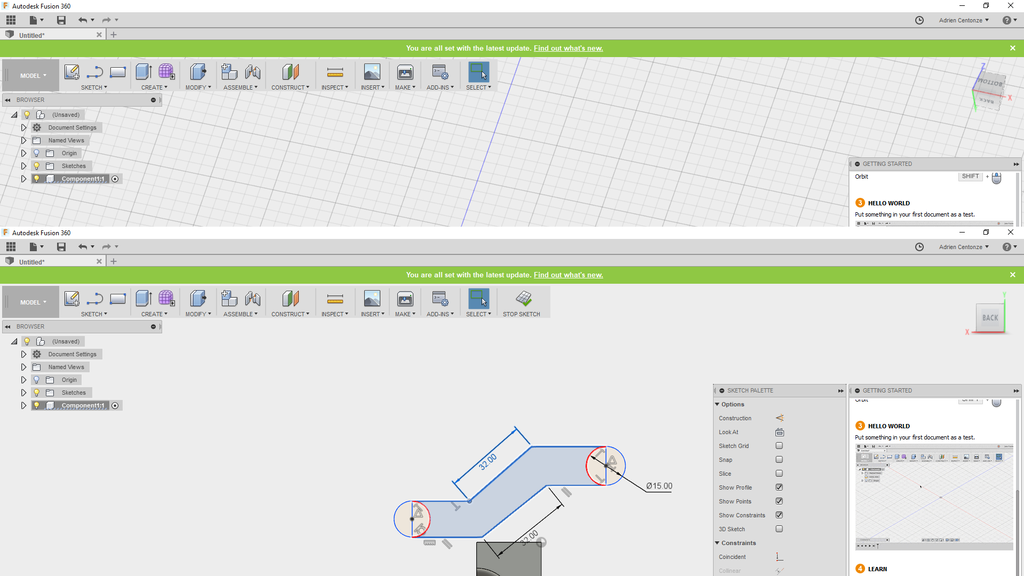 Autodesk Fusion 360
Adrien Centonze
Untitled*
You are all set with the latest update. Find out what's new.
MODEL
SKETCH
CREATE
MODIFY
ASSEMBLE
CONSTRUCT
INSPECT
INSERT
MAKE
ADD-INS
SELECT
BOTTOM
BACK
Z
X
BROWSER
(Unsaved)
Document Settings
Named Views
Origin
Sketches
Component1:1
GETTING STARTED
Orbit
SHIFT
+
3 HELLO WORLD
Put something in your first document as a test.
Autodesk Fusion 360
Adrien Centonze
Untitled*
You are all set with the latest update. Find out what's new.
MODEL
SKETCH
CREATE
MODIFY
ASSEMBLE
CONSTRUCT
INSPECT
INSERT
MAKE
ADD-INS
SELECT
STOP SKETCH
BACK
X
BROWSER
(Unsaved)
Document Settings
Named Views
Origin
Sketches
Component1:1
32.00
Ø15.00
32.00
SKETCH PALETTE
Options
Construction
Look At
Sketch Grid
Snap
Slice
Show Profile
Show Points
Show Constraints
3D Sketch
Constraints
Coincident
Collinear
GETTING STARTED
3 HELLO WORLD
Put something in your first document as a test.
4 LEARN